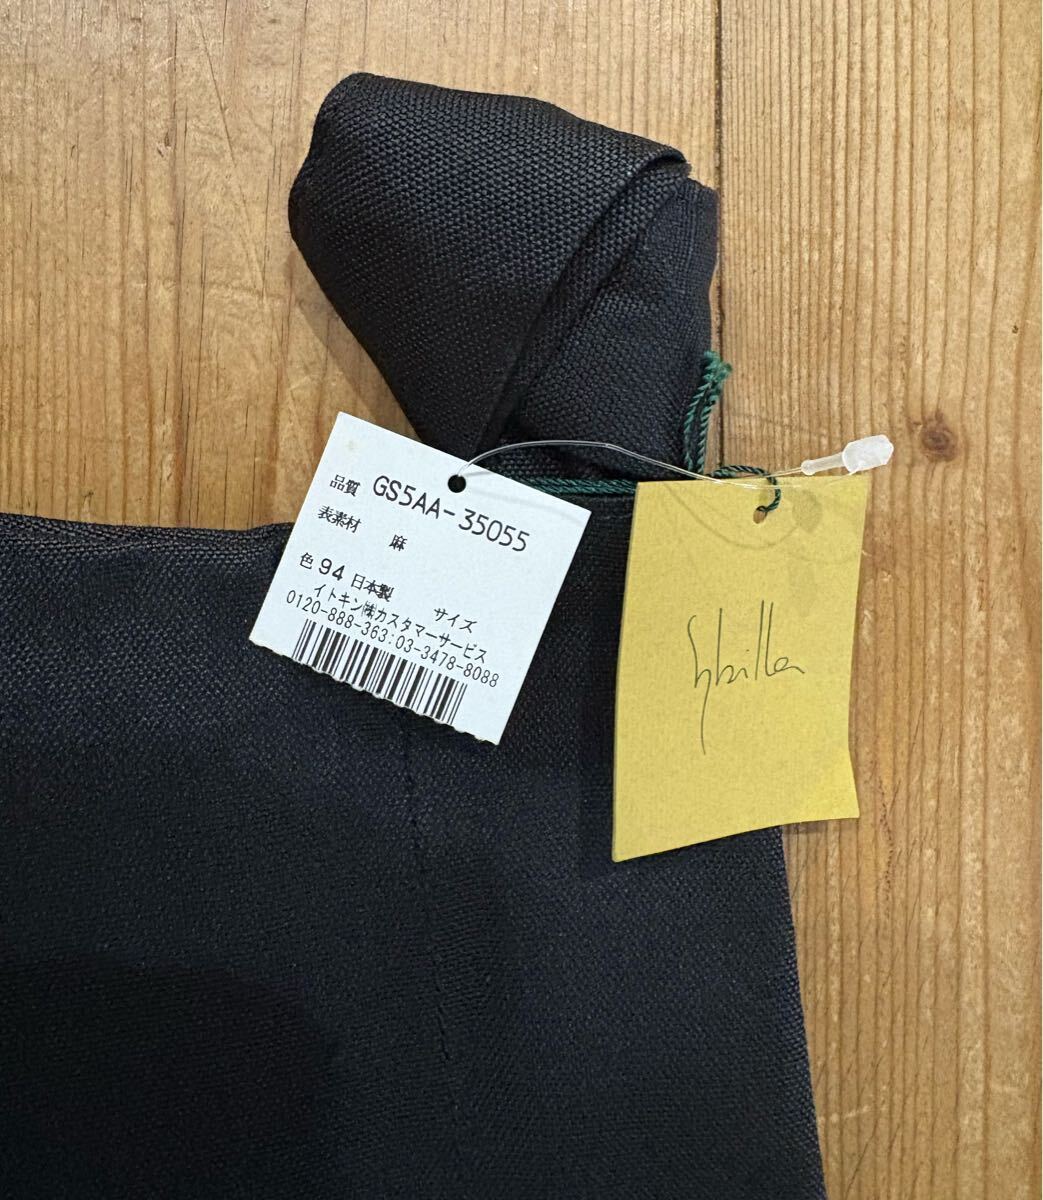 品質 GS5AA-35055
表素材 麻
色 94 日本製 サイズ
イトキン㈱カスタマーサービス
0120-888-363:03-3478-8088
Sybilla